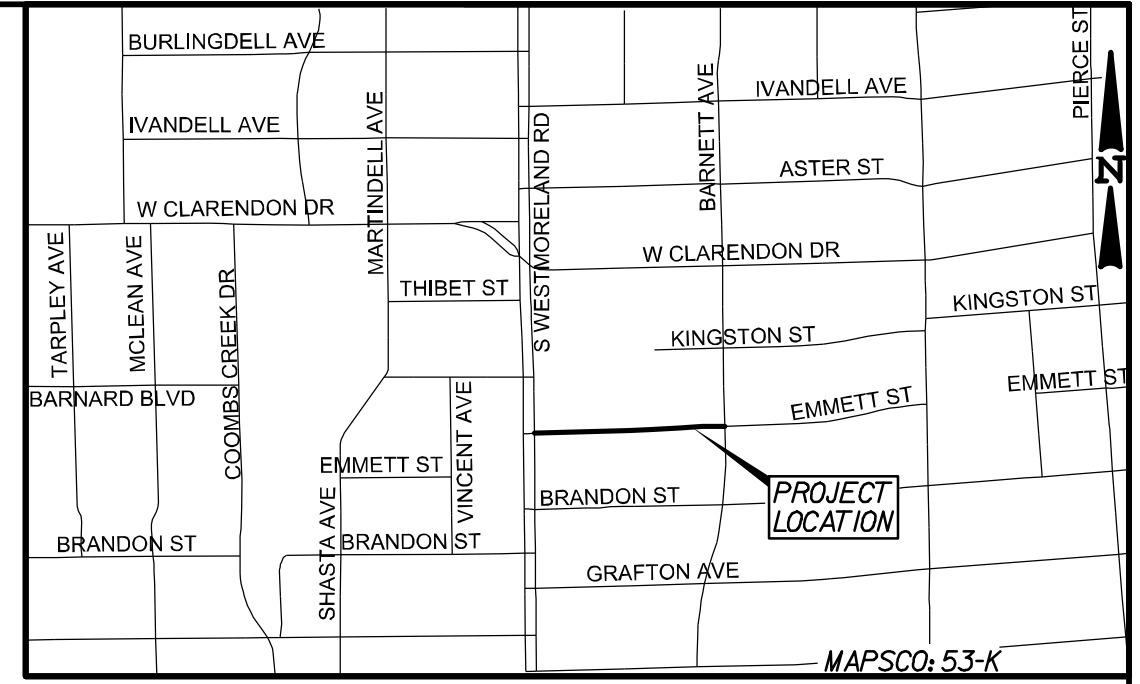 BURLINGDELL AVE
IVANDELL AVE
PIERCE ST
MARTINDELL AVE
BARNETT AVE
IVANDELL AVE
S WESTMORELAND RD
ASTER ST
N
W CLARENDON DR
W CLARENDON DR
TARPLEY AVE
MCLEAN AVE
COOMBS CREEK DR
THIBET ST
KINGSTON ST
KINGSTON ST
BARNARD BLVD
EMMETT ST
EMMETT ST
VINCENT AVE
EMMETT ST
SHASTA AVE
BRANDON ST
PROJECT
LOCATION
BRANDON ST
BRANDON ST
GRAFTON AVE
MAPSCO: 53-K